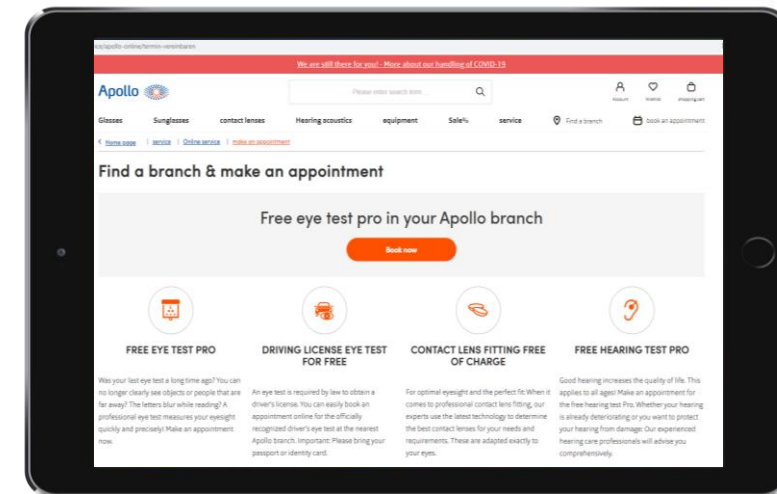 ics/apollo-online/termin-vereinbaren
We are still there for you! - More about our handling of COVID-19
Apollo
Please enter search term ...
Account
Wishlist
shopping cart
Glasses Sunglasses contact lenses Hearing acoustics equipment Sale% service Find a branch book an appointment
Home page | service | Online service | make an appointment
Find a branch & make an appointment
Free eye test pro in your Apollo branch
Book now
FREE EYE TEST PRO
Was your last eye test a long time ago? You can
no longer clearly see objects or people that are
far away? The letters blur while reading? A
professional eye test measures your eyesight
quickly and precisely! Make an appointment
now.
DRIVING LICENSE EYE TEST
FOR FREE
An eye test is required by law to obtain a
driver's license. You can easily book an
appointment online for the officially
recognized driver's eye test at the nearest
Apollo branch. Important: Please bring your
passport or identity card.
CONTACT LENS FITTING FREE
OF CHARGE
For optimal eyesight and the perfect fit: When it
comes to professional contact lens fitting, our
experts use the latest technology to determine
the best contact lenses for your needs and
requirements. These are adapted exactly to
your eyes.
FREE HEARING TEST PRO
Good hearing increases the quality of life. This
applies to all ages! Make an appointment for
the free hearing test Pro. Whether your hearing
is already deteriorating or you want to protect
your hearing from damage: Our experienced
hearing care professionals will advise you
comprehensively.